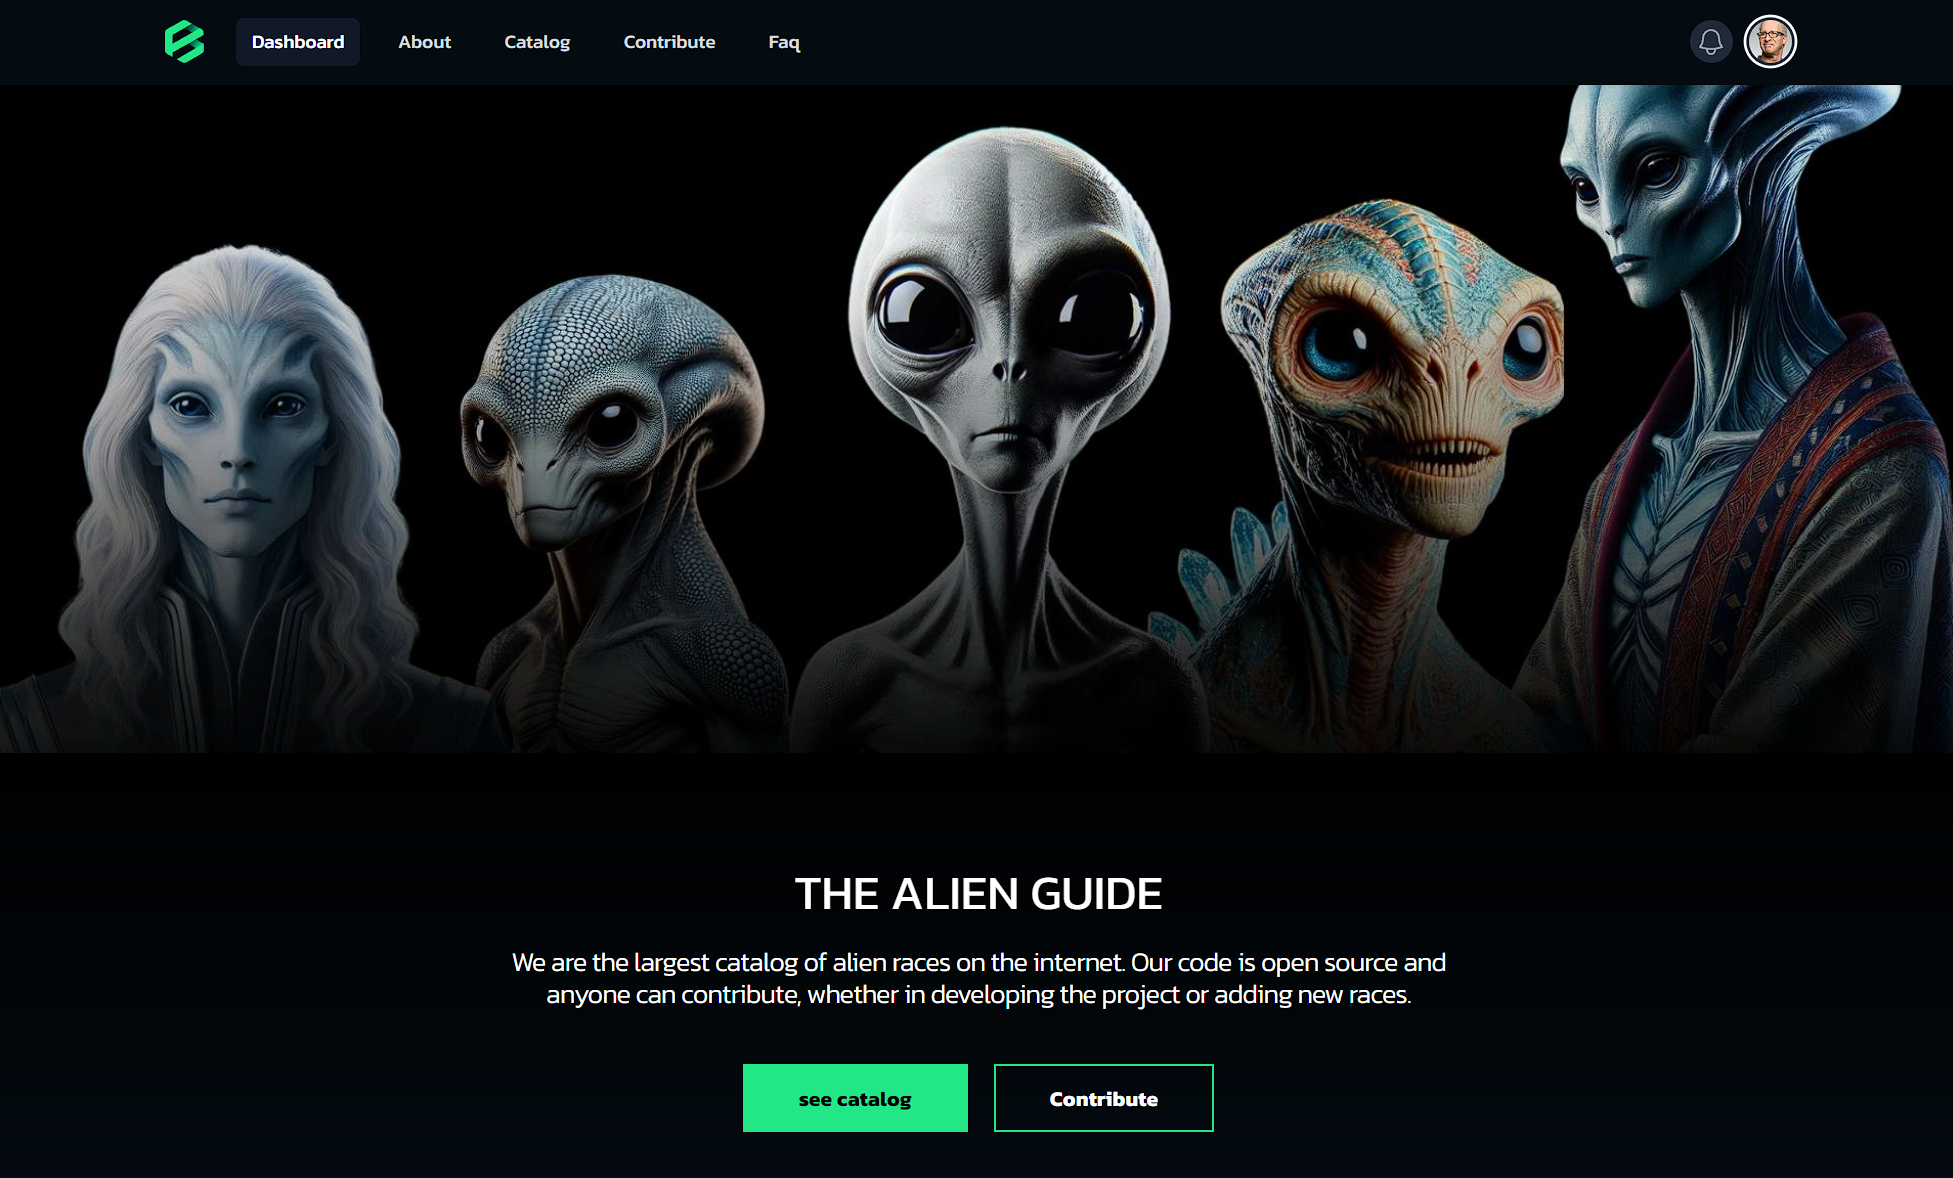 Dashboard
About
Catalog
Contribute
Faq
THE ALIEN GUIDE
We are the largest catalog of alien races on the internet. Our code is open source and
anyone can contribute, whether in developing the project or adding new races.
see catalog
Contribute